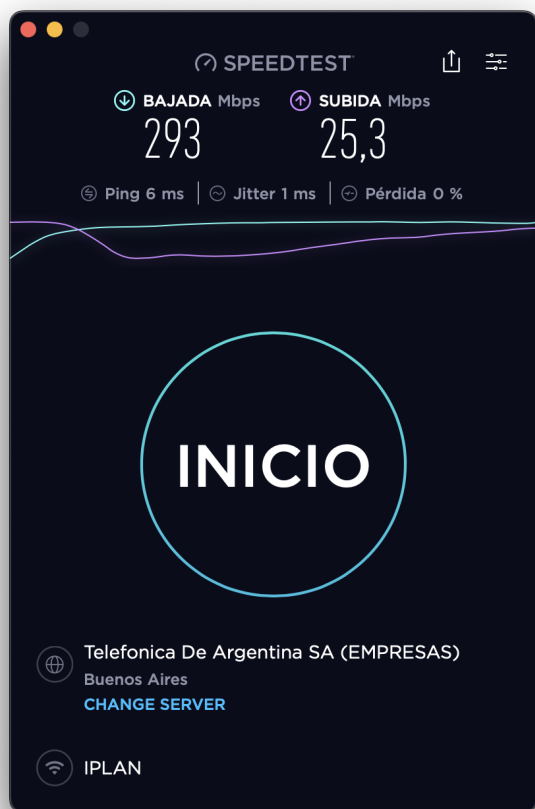 SPEEDTEST
BAJADA Mbps SUBIDA Mbps
293 25,3
Ping 6 ms Jitter 1 ms Pérdida 0 %
INICIO
Telefonica De Argentina SA (EMPRESAS)
Buenos Aires
CHANGE SERVER
IPLAN